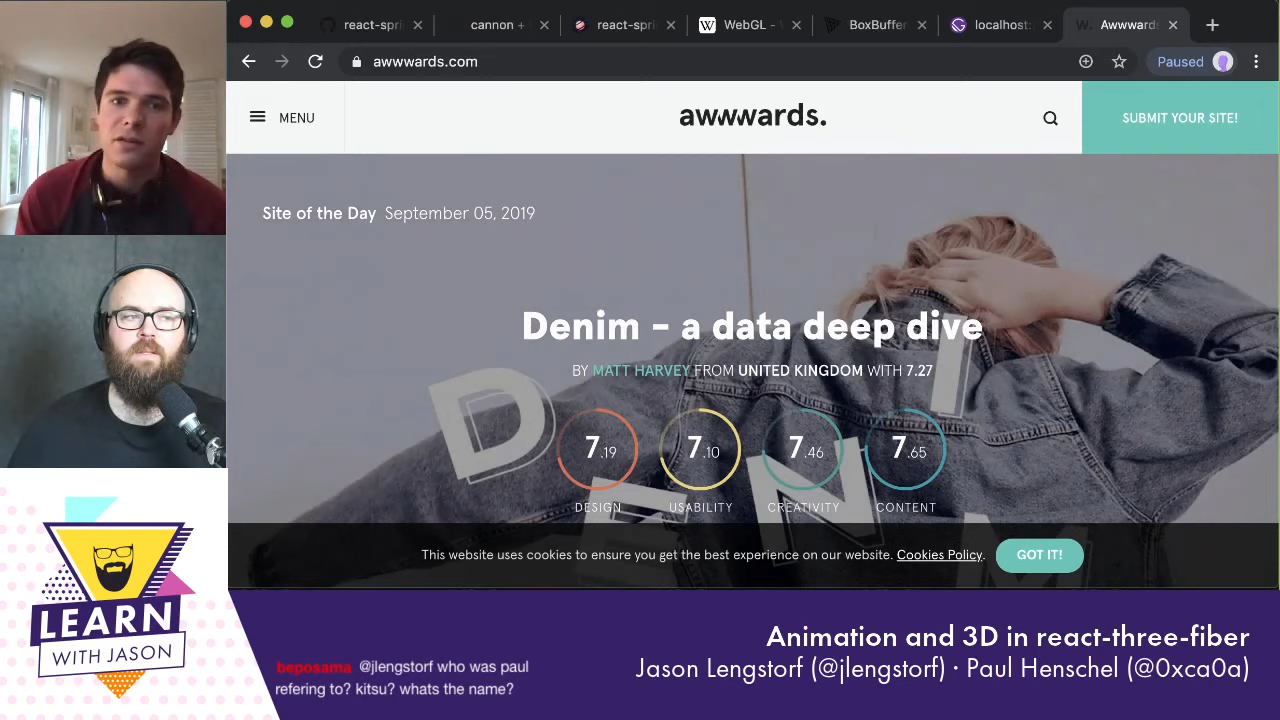 react-spri
cannon +
react-spri
WebGL - W
BoxBuffer
localhost:
Awwwards
awwwards.com
Paused
MENU
awwwards.
SUBMIT YOUR SITE!
Site of the Day September 05, 2019
Denim - a data deep dive
BY MATT HARVEY FROM UNITED KINGDOM WITH 7.27
7.19
7.10
7.46
7.65
DESIGN
USABILITY
CREATIVITY
CONTENT
D E N I M
This website uses cookies to ensure you get the best experience on our website. Cookies Policy.
GOT IT!
LEARN
WITH JASON
beposama @jlengstorf who was paul
refering to? kitsu? whats the name?
Animation and 3D in react-three-fiber
Jason Lengstorf (@jlengstorf) · Paul Henschel (@0xca0a)